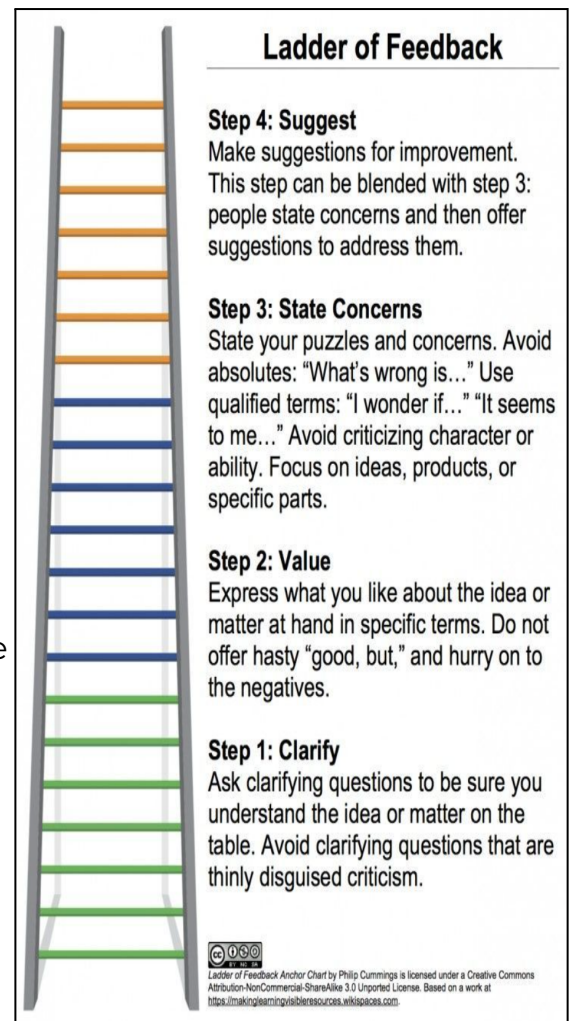 Ladder of Feedback
Step 4: Suggest
Make suggestions for improvement.
This step can be blended with step 3:
people state concerns and then offer
suggestions to address them.
Step 3: State Concerns
State your puzzles and concerns. Avoid
absolutes: “What’s wrong is…” Use
qualified terms: “I wonder if…” “It seems
to me…” Avoid criticizing character or
ability. Focus on ideas, products, or
specific parts.
Step 2: Value
Express what you like about the idea or
matter at hand in specific terms. Do not
offer hasty “good, but,” and hurry on to
the negatives.
Step 1: Clarify
Ask clarifying questions to be sure you
understand the idea or matter on the
table. Avoid clarifying questions that are
thinly disguised criticism.
cc
BY NC SA
Ladder of Feedback Anchor Chart by Philip Cummings is licensed under a Creative Commons
Attribution-NonCommercial-ShareAlike 3.0 Unported License. Based on a work at
https://makinglearningvisibleresources.wikispaces.com.
e